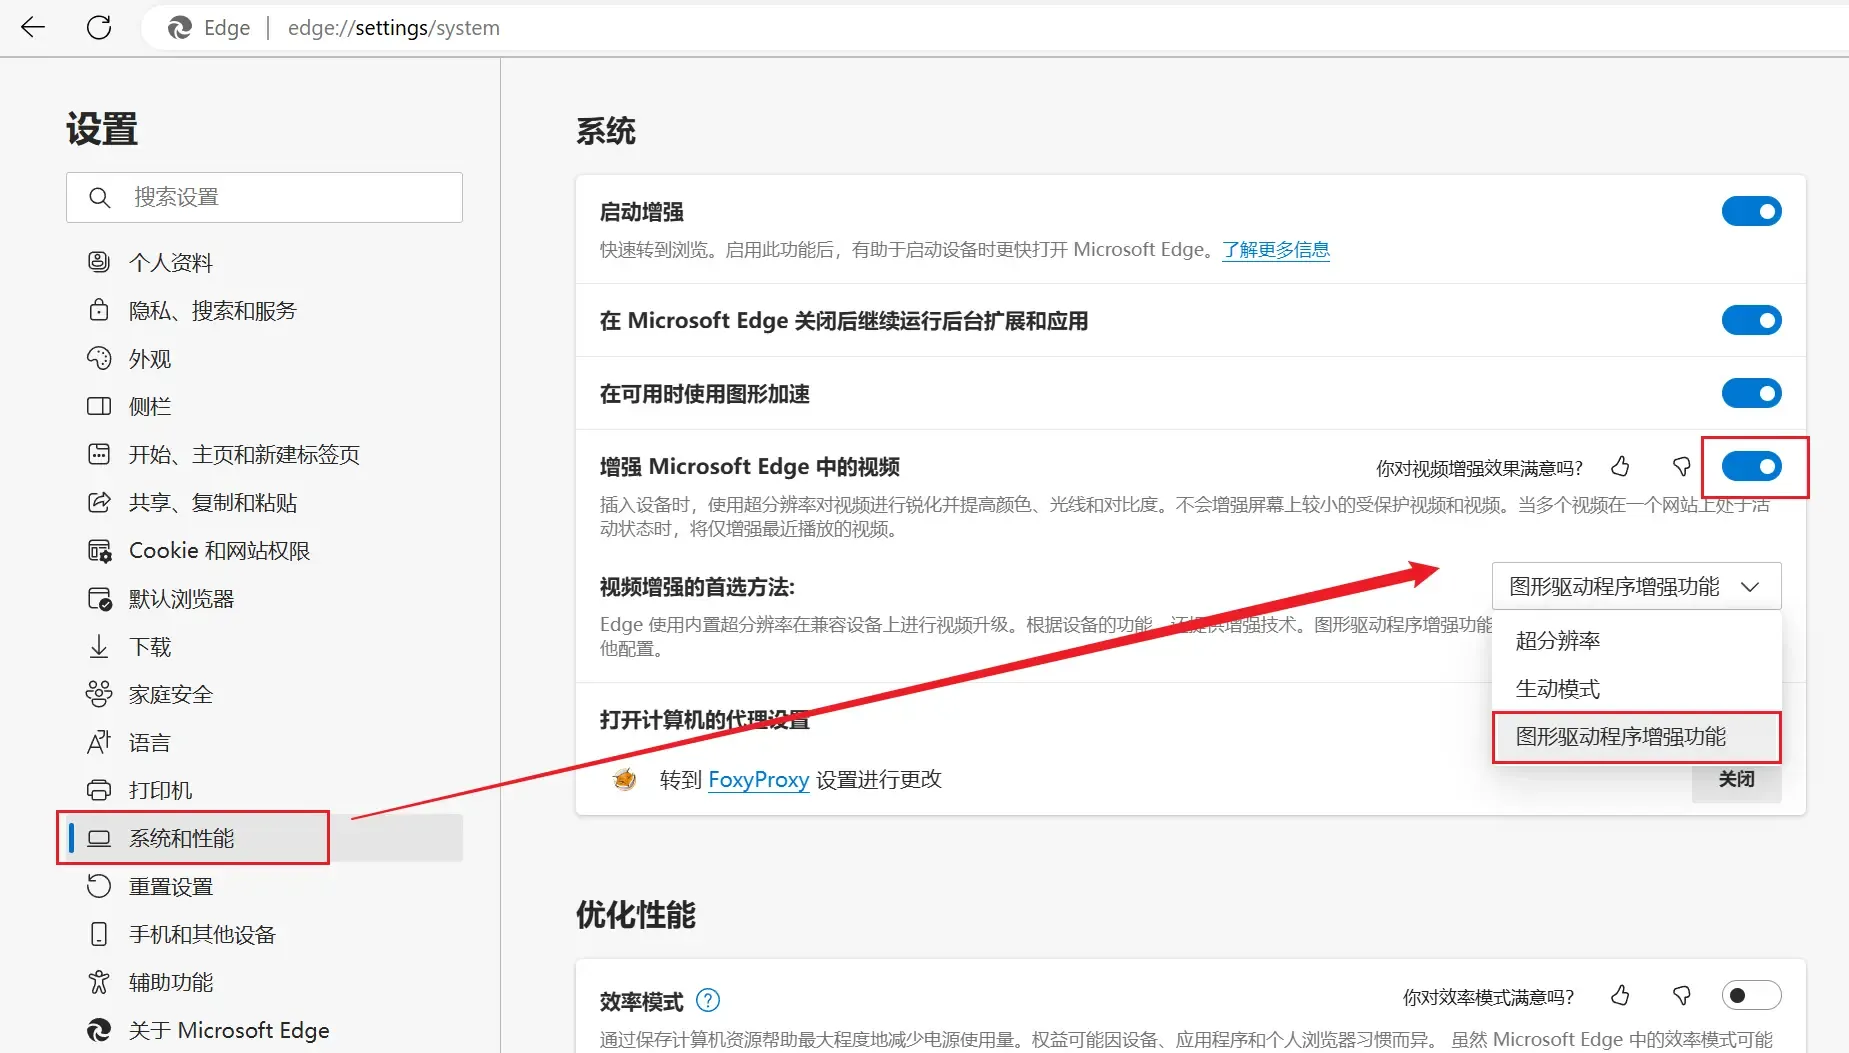 Edge | edge://settings/system
设置
搜索设置
个人资料
隐私、搜索和服务
外观
侧栏
开始、主页和新建标签页
共享、复制和粘贴
Cookie 和网站权限
默认浏览器
下载
家庭安全
语言
打印机
系统和性能
重置设置
手机和其他设备
辅助功能
关于 Microsoft Edge
系统
启动增强
快速转到浏览。启用此功能后，有助于启动设备时更快打开 Microsoft Edge。了解更多信息
在 Microsoft Edge 关闭后继续运行后台扩展和应用
在可用时使用图形加速
增强 Microsoft Edge 中的视频
你对视频增强效果满意吗?
插入设备时，使用超分辨率对视频进行锐化并提高颜色、光线和对比度。不会增强屏幕上较小的受保护视频和视频。当多个视频在一个网站上处于活
动状态时，将仅增强最近播放的视频。
视频增强的首选方法:
图形驱动程序增强功能
Edge 使用内置超分辨率在兼容设备上进行视频升级。根据设备的功能，还提供增强技术。图形驱动程序增强功能
他配置。
超分辨率
生动模式
图形驱动程序增强功能
打开计算机的代理设置
转到 FoxyProxy 设置进行更改
关闭
优化性能
效率模式
你对效率模式满意吗?
通过保存计算机资源帮助最大程度地减少电源使用量。权益可能因设备、应用程序和个人浏览器习惯而异。 虽然 Microsoft Edge 中的效率模式可能